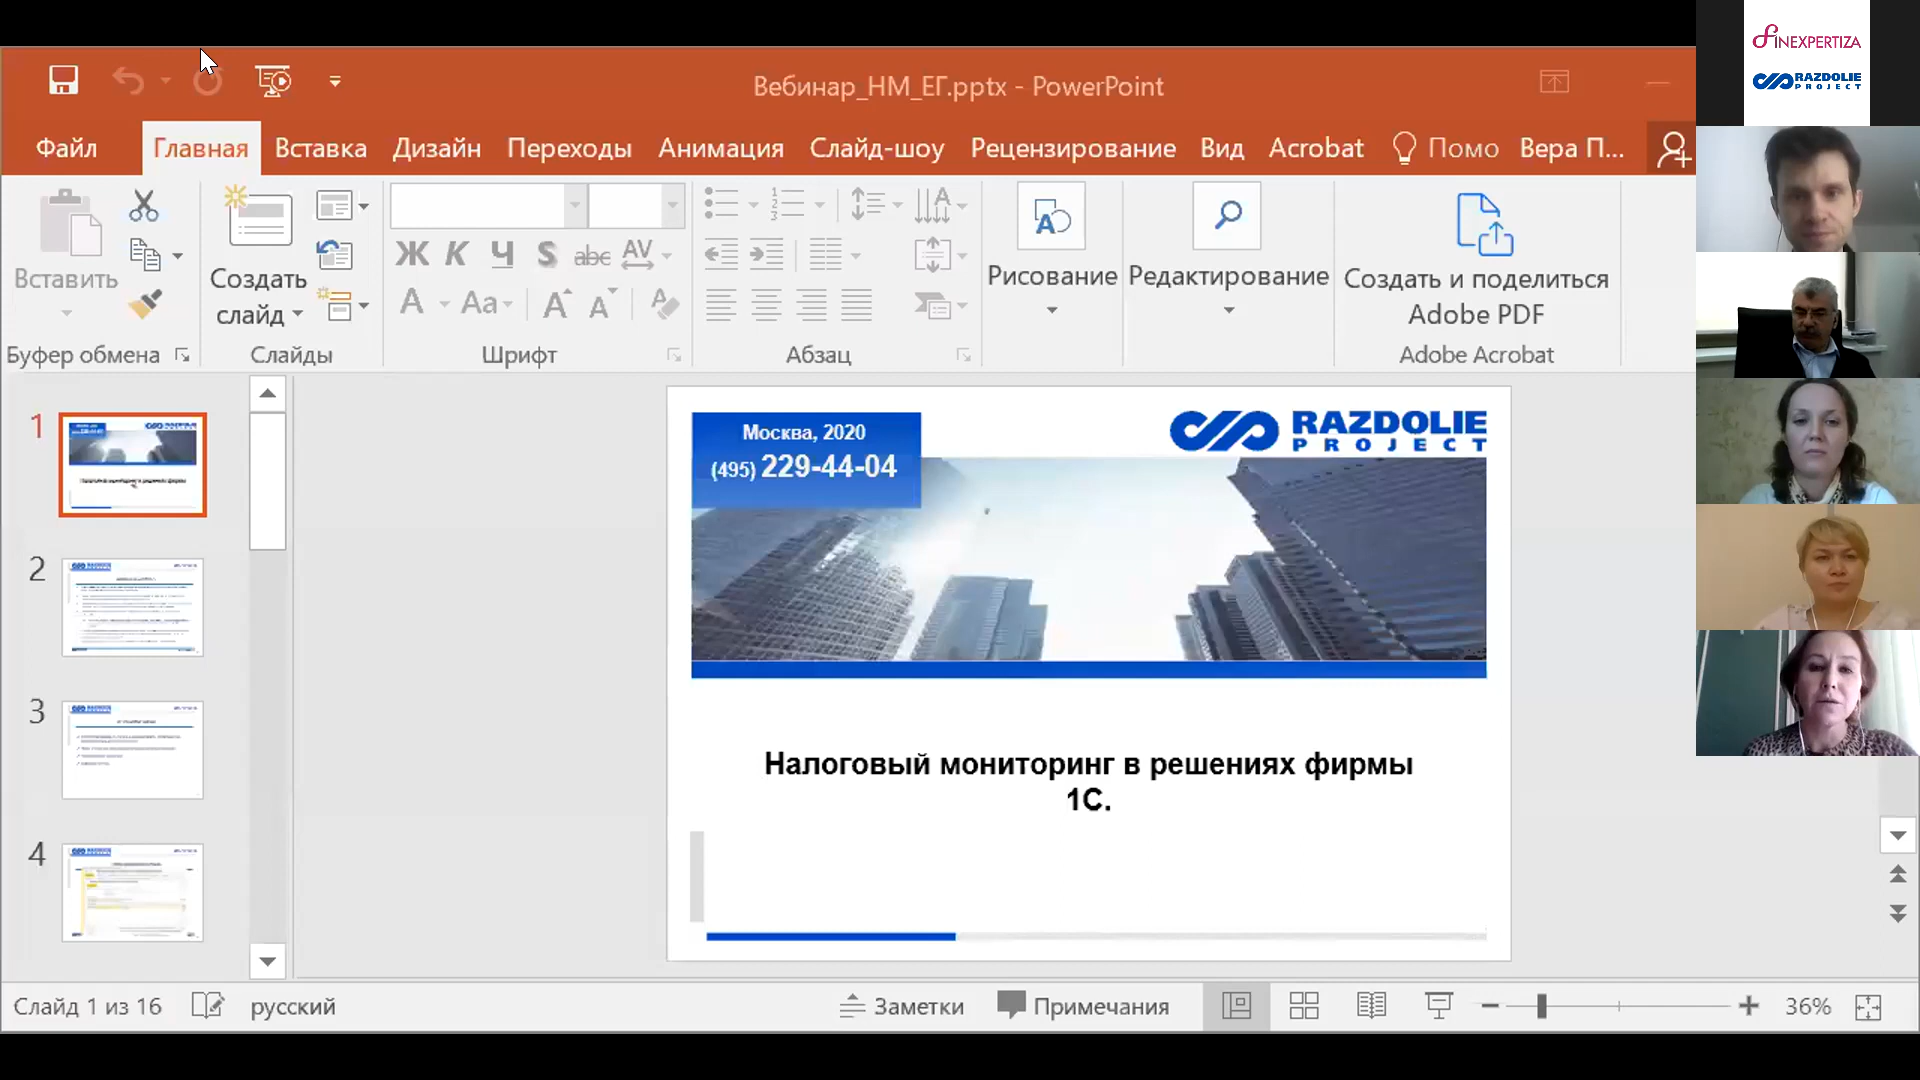 Вебинар_НМ_ЕГ.pptx - PowerPoint
Файл Главная Вставка Дизайн Переходы Анимация Слайд-шоу Рецензирование Вид Acrobat Помо Вера П...
Вставить
Создать
слайд
Ж К Ч S abc AV
A Aa A A A
Рисование
Редактирование
Создать и поделиться
Adobe PDF
Буфер обмена Слайды Шрифт Абзац Adobe Acrobat
1
2
3
4
Москва, 2020
(495) 229-44-04
RAZDOLIE
PROJECT
Налоговый мониторинг в решениях фирмы
1С.
Слайд 1 из 16 русский Заметки Примечания 36%
FINEXPERTIZA
RAZDOLIE
PROJECT